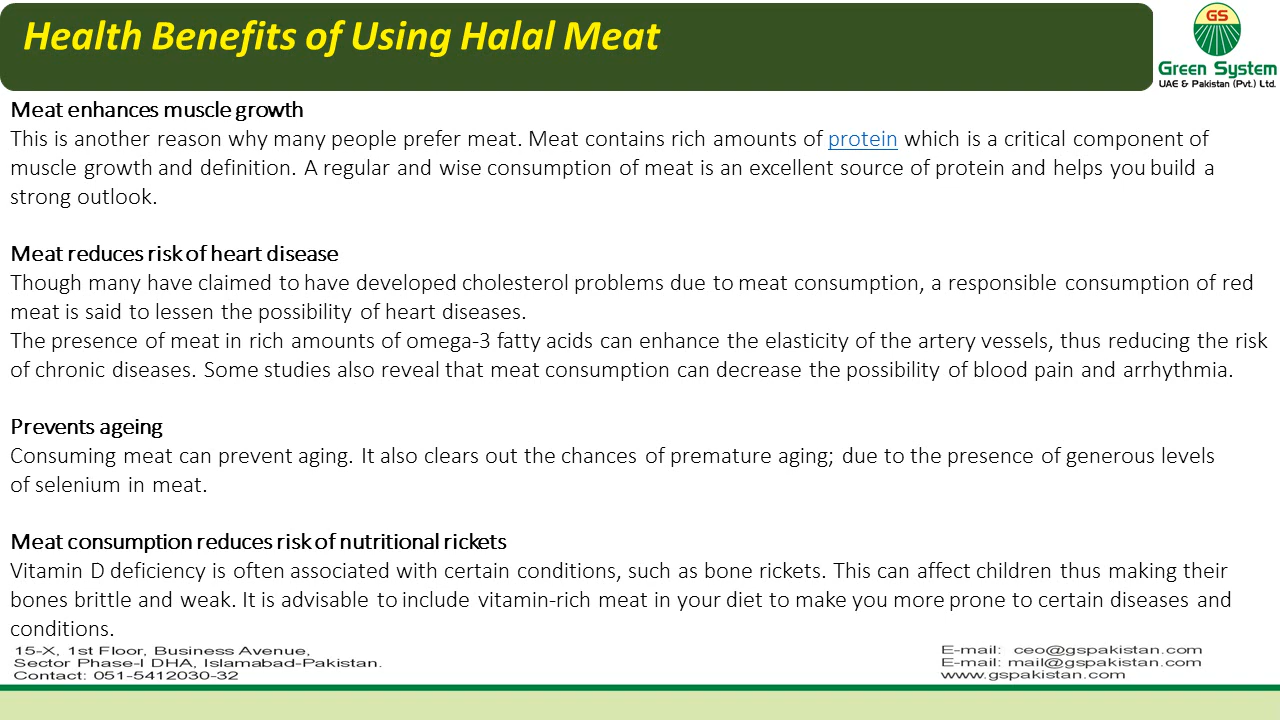 Health Benefits of Using Halal Meat
GS
Green System
UAE & Pakistan (Pvt.) Ltd.
Meat enhances muscle growth
This is another reason why many people prefer meat. Meat contains rich amounts of protein which is a critical component of
muscle growth and definition. A regular and wise consumption of meat is an excellent source of protein and helps you build a
strong outlook.
Meat reduces risk of heart disease
Though many have claimed to have developed cholesterol problems due to meat consumption, a responsible consumption of red
meat is said to lessen the possibility of heart diseases.
The presence of meat in rich amounts of omega-3 fatty acids can enhance the elasticity of the artery vessels, thus reducing the risk
of chronic diseases. Some studies also reveal that meat consumption can decrease the possibility of blood pain and arrhythmia.
Prevents ageing
Consuming meat can prevent aging. It also clears out the chances of premature aging; due to the presence of generous levels
of selenium in meat.
Meat consumption reduces risk of nutritional rickets
Vitamin D deficiency is often associated with certain conditions, such as bone rickets. This can affect children thus making their
bones brittle and weak. It is advisable to include vitamin-rich meat in your diet to make you more prone to certain diseases and
conditions.
15-X, 1st Floor, Business Avenue,
Sector Phase-I DHA, Islamabad-Pakistan.
Contact: 051-5412030-32
E-mail: ceo@gspakistan.com
E-mail: mail@gspakistan.com
www.gspakistan.com